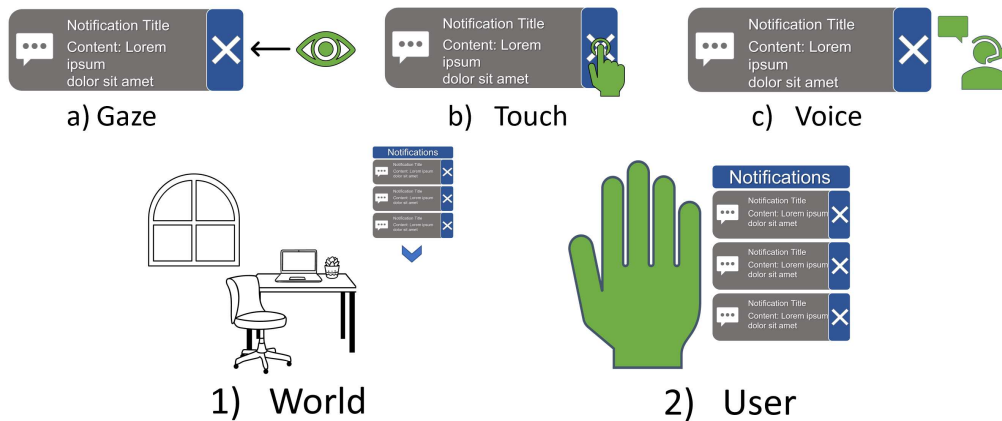 Notification Title
Content: Lorem
ipsum
dolor sit amet
a) Gaze
Notification Title
Content: Lorem
ipsum
dolor sit amet
b) Touch
Notification Title
Content: Lorem
ipsum
dolor sit amet
c) Voice
Notifications
Notification Title
Content: Lorem ipsum
dolor sit amet
Notification Title
Content: Lorem ipsum
dolor sit amet
Notification Title
Content: Lorem ipsum
dolor sit amet
1) World
Notifications
Notification Title
Content: Lorem ipsum
dolor sit amet
Notification Title
Content: Lorem ipsum
dolor sit amet
Notification Title
Content: Lorem ipsum
dolor sit amet
2) User